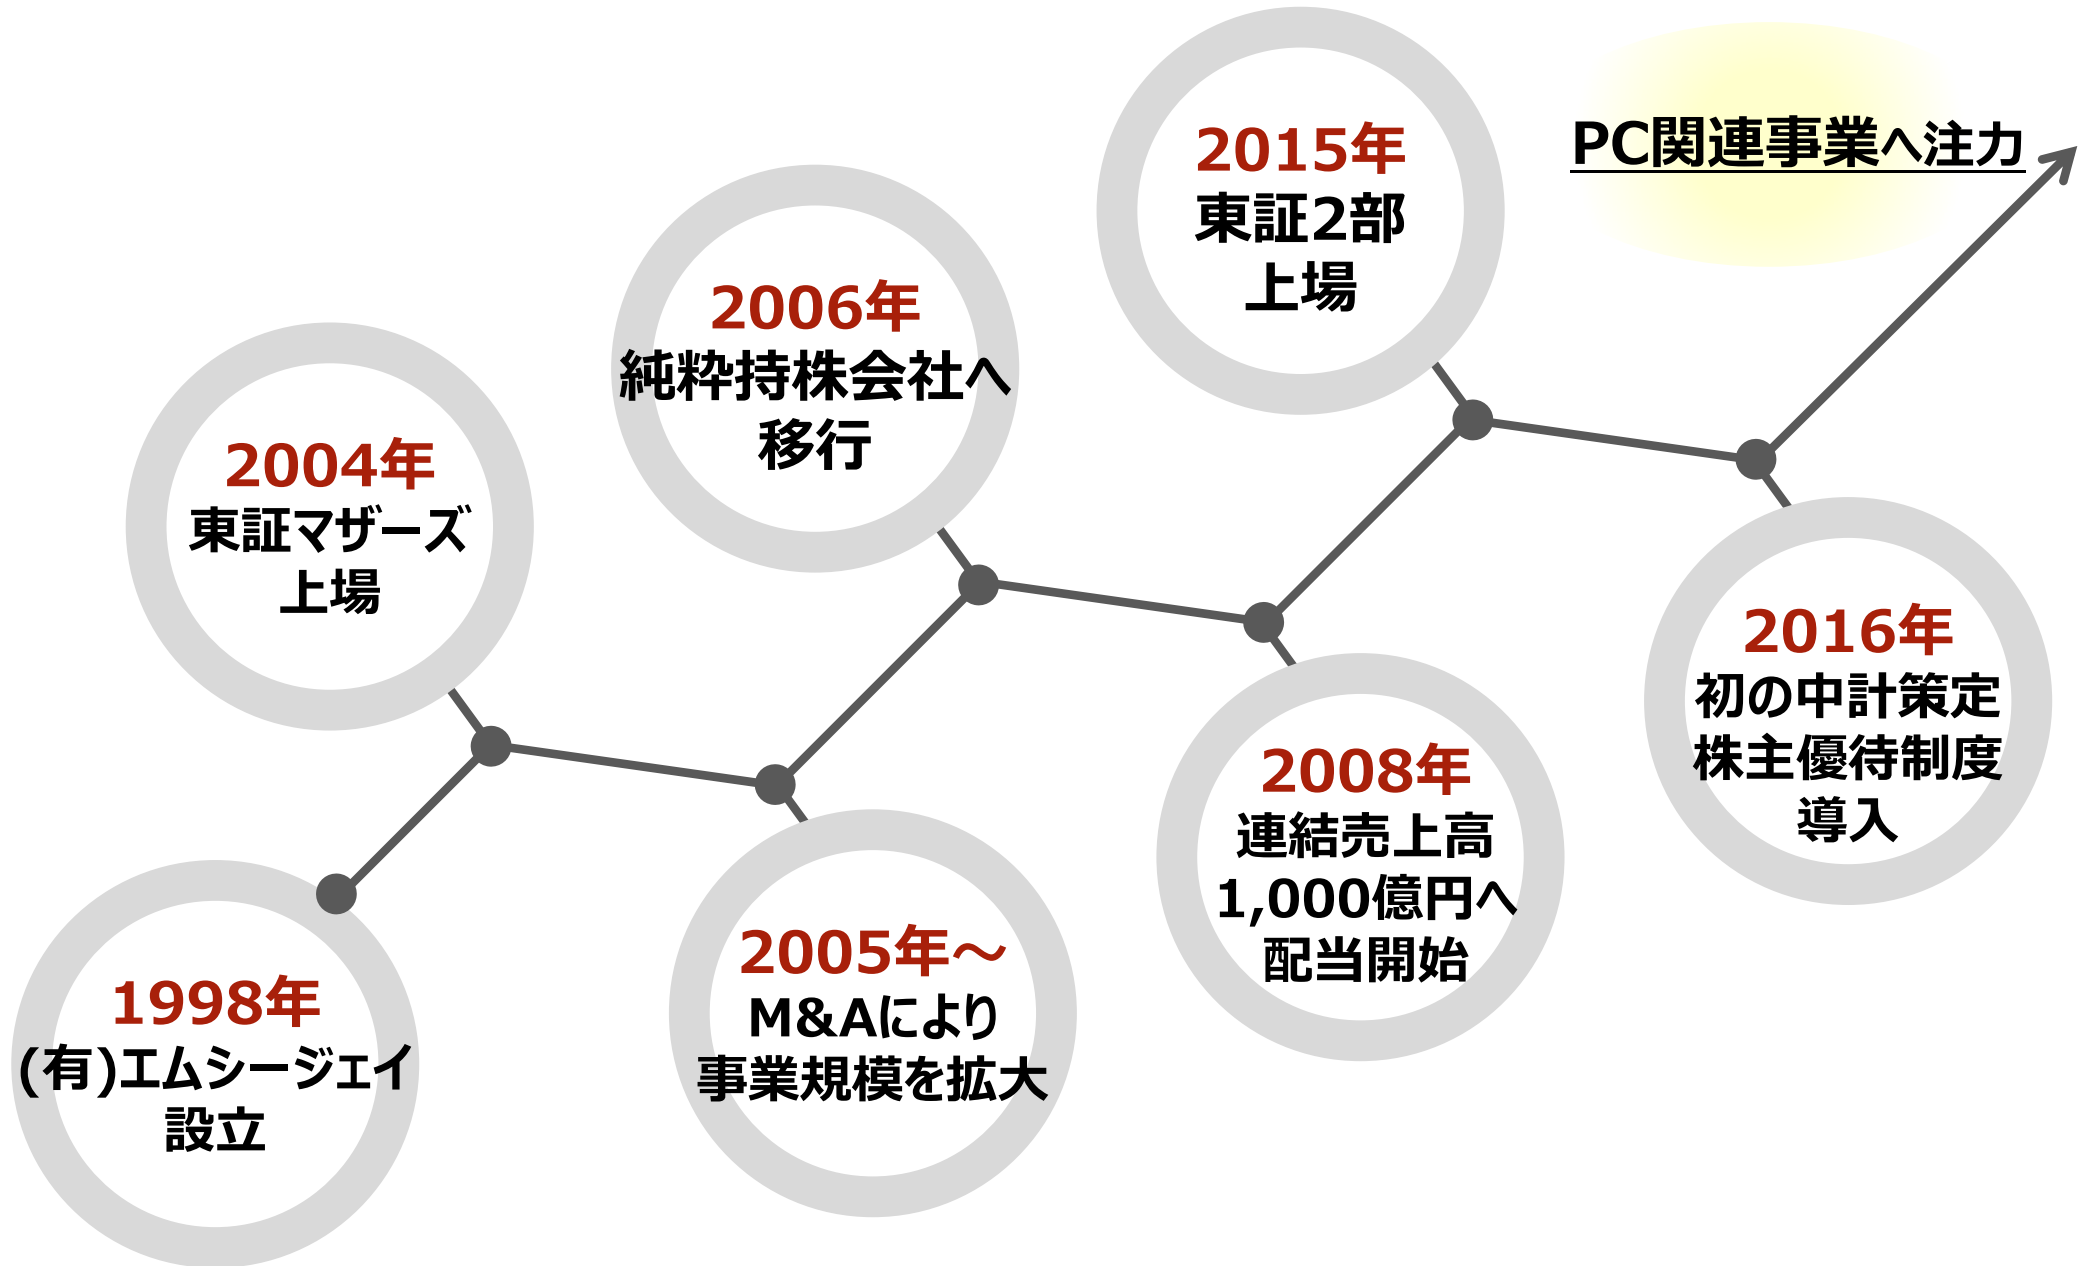 1998年
(有)エムシージェイ
設立
2004年
東証マザーズ
上場
2005年～
M&Aにより
事業規模を拡大
2006年
純粋持株会社へ
移行
2008年
連結売上高
1,000億円へ
配当開始
2015年
東証2部
上場
2016年
初の中計策定
株主優待制度
導入
PC関連事業へ注力